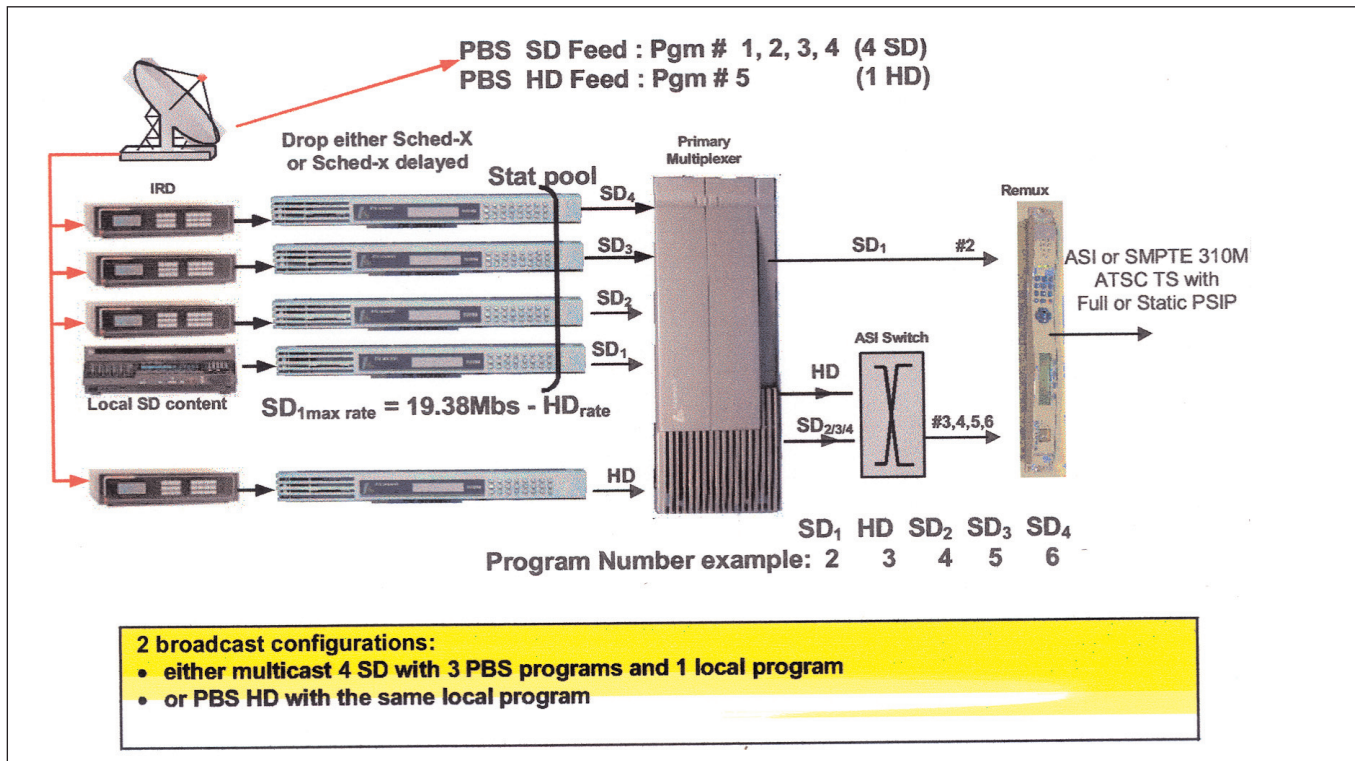 PBS SD Feed : Pgm # 1, 2, 3, 4 (4 SD)
PBS HD Feed : Pgm # 5 (1 HD)
Drop either Sched-X
or Sched-x delayed
Stat pool
Primary
Multiplexer
IRD
Remux
SD4
SD3
SD2
SD1
SD1 #2
ASI or SMPTE 310M
ATSC TS with
Full or Static PSIP
ASI Switch
HD
SD2/3/4
#3,4,5,6
Local SD content
SD1max rate = 19.38Mbs - HDrate
HD
SD1 HD SD2 SD3 SD4
Program Number example: 2 3 4 5 6
2 broadcast configurations:
• either multicast 4 SD with 3 PBS programs and 1 local program
• or PBS HD with the same local program